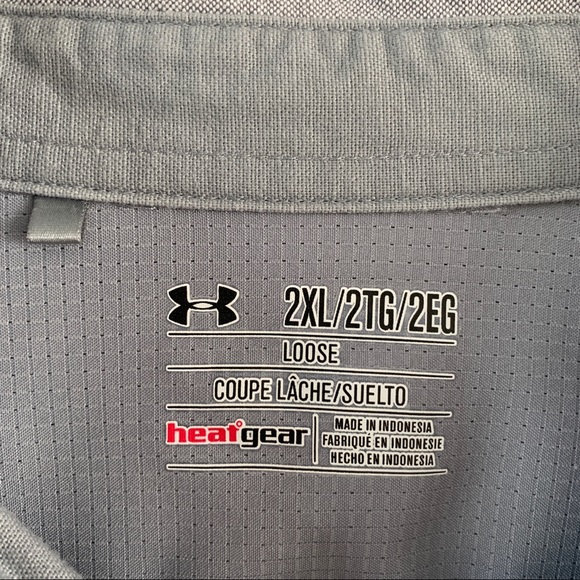 2XL/2TG/2EG
LOOSE
COUPE LÂCHE/SUELTO
heatgear
MADE IN INDONESIA
FABRIQUÉ EN INDONESIE
HECHO EN INDONESIA